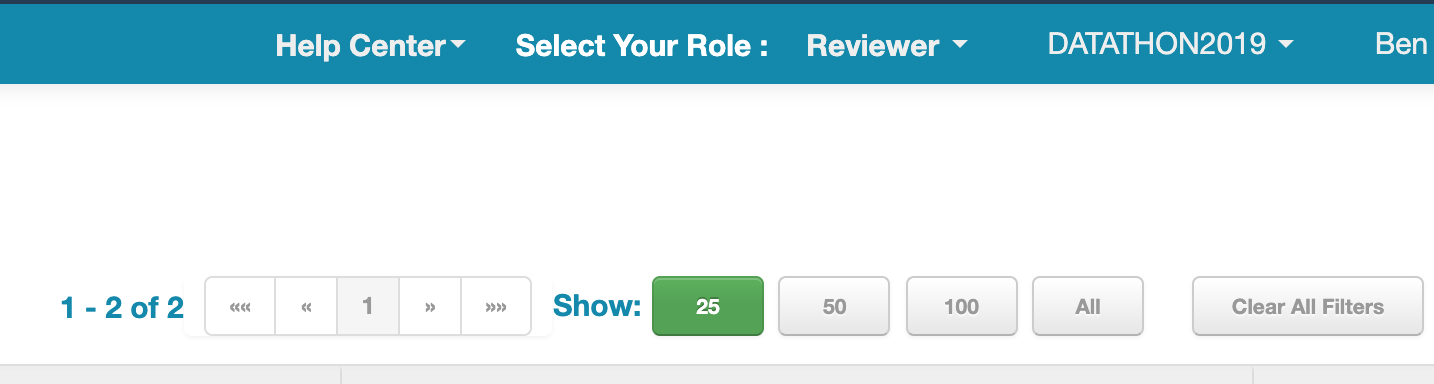 Help Center Select Your Role : Reviewer DATATHON2019 Ben
1 - 2 of 2 «« « 1 » »» Show: 25 50 100 All Clear All Filters